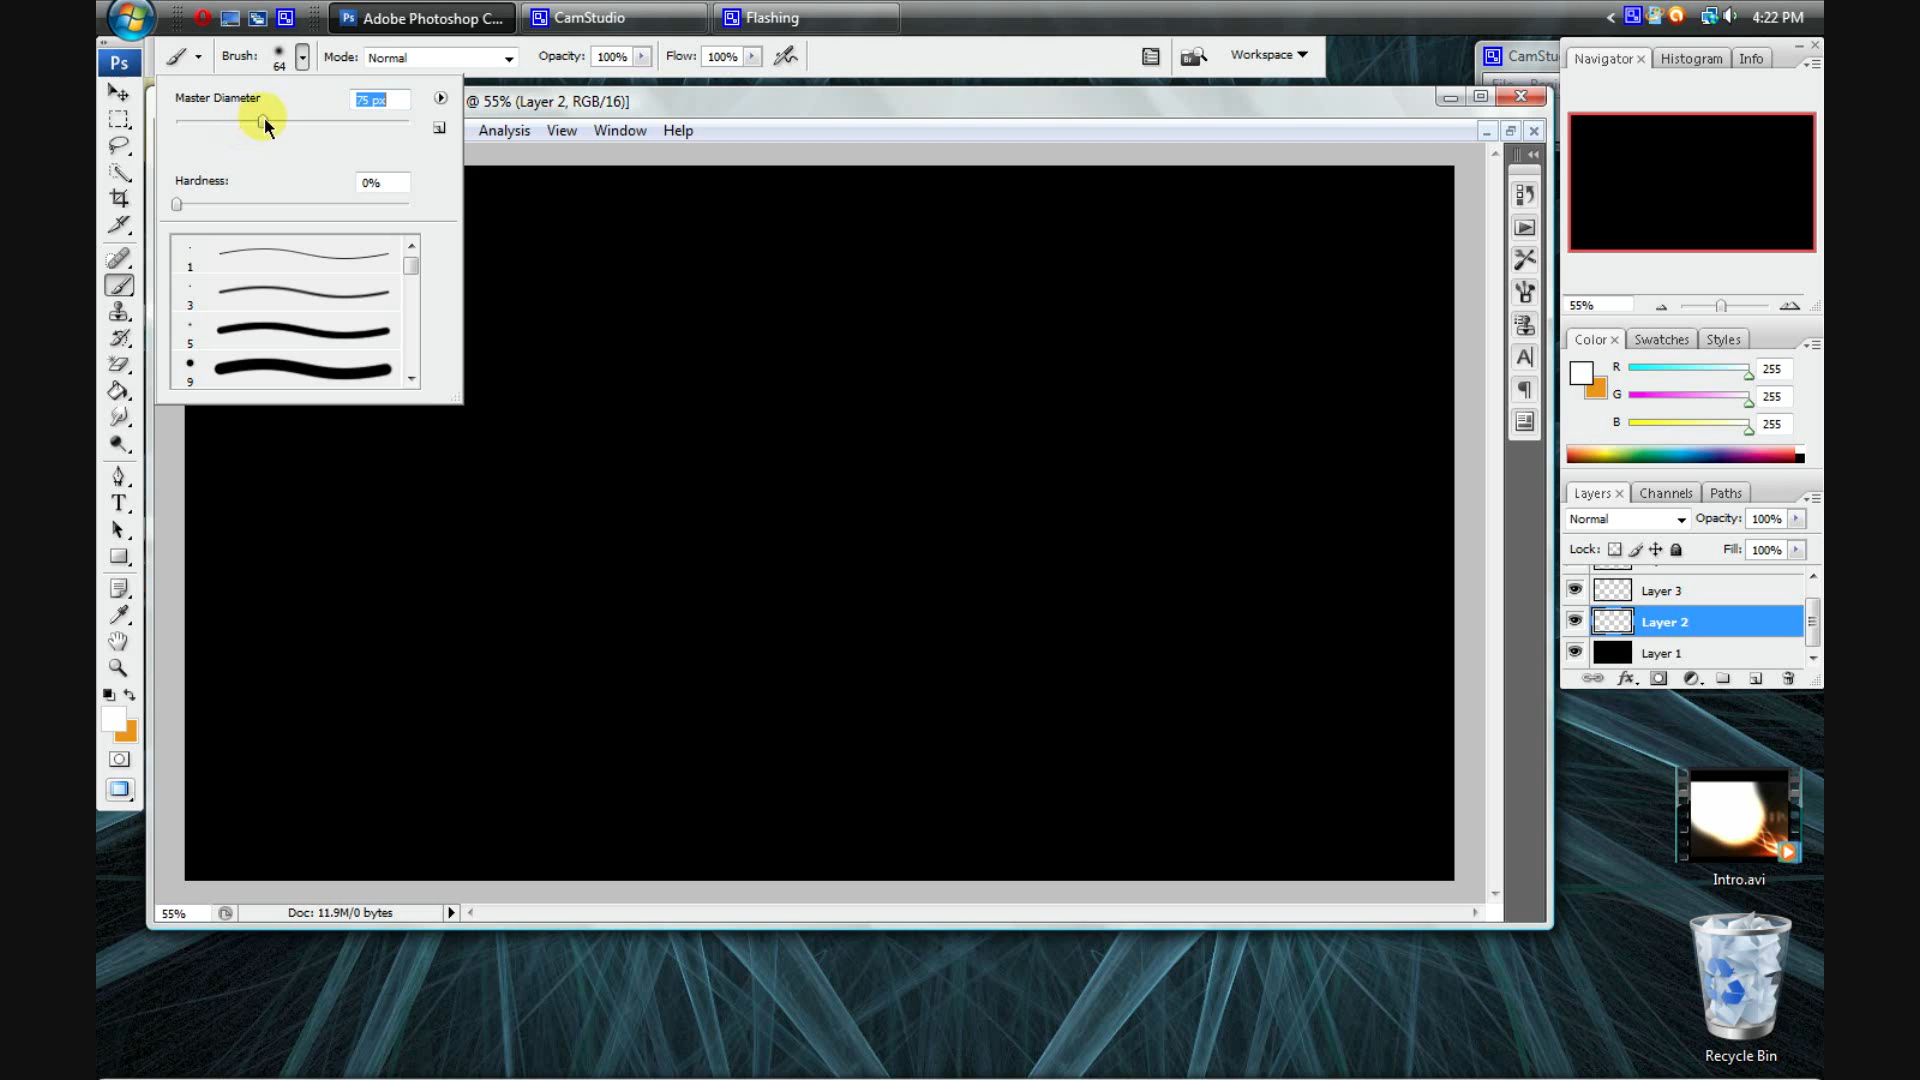 Ps Adobe Photoshop C...
CamStudio
Flashing
4:22 PM
Ps
Brush:
64
Mode: Normal
Opacity: 100%
Flow: 100%
Br
Workspace
CamStu
Master Diameter
75 px
@ 55% (Layer 2, RGB/16)]
Analysis View Window Help
Hardness:
0%
1
3
5
9
55%
Doc: 11.9M/0 bytes
Navigator Histogram Info
55%
Color Swatches Styles
R 255
G 255
B 255
Layers Channels Paths
Normal
Opacity: 100%
Lock:
Fill: 100%
Layer 3
Layer 2
Layer 1
Intro.avi
Recycle Bin